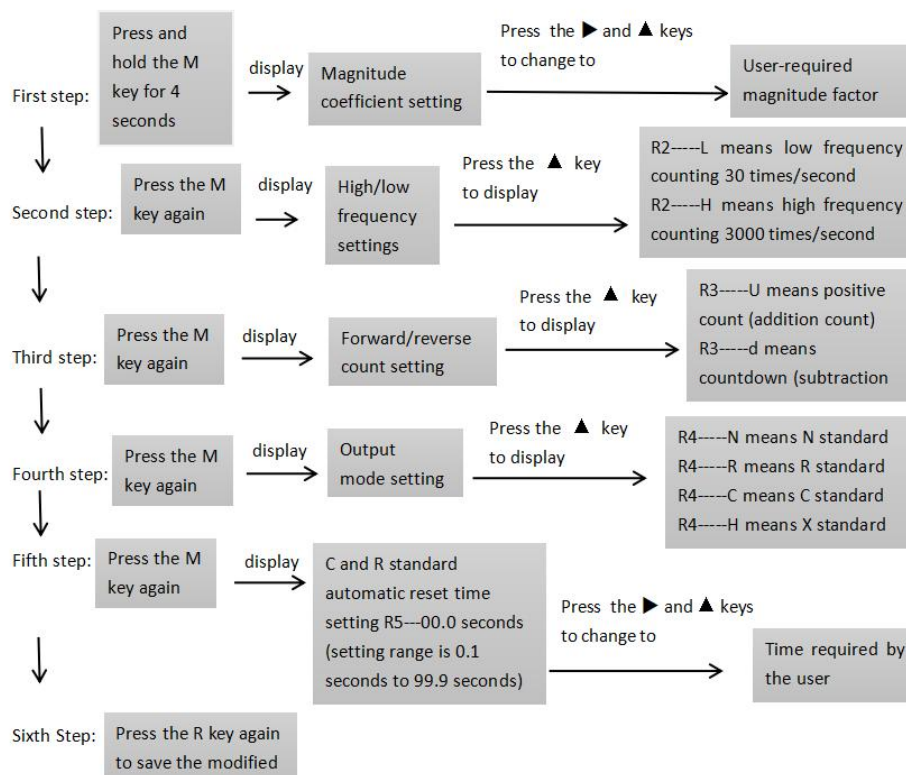 First step:
Press and
hold the M
key for 4
seconds
display
Magnitude
coefficient setting
Press the ▶ and ▲ keys
to change to
User-required
magnitude factor
Second step:
Press the M
key again
display
High/low
frequency
settings
Press the ▲ key
to display
R2-----L means low frequency
counting 30 times/second
R2-----H means high frequency
counting 3000 times/second
Third step:
Press the M
key again
display
Forward/reverse
count setting
Press the ▲ key
to display
R3-----U means positive
count (addition count)
R3-----d means
countdown (subtraction
Fourth step:
Press the M
key again
display
Output
mode setting
Press the ▲ key
to display
R4-----N means N standard
R4-----R means R standard
R4-----C means C standard
R4-----H means X standard
Fifth step:
Press the M
key again
display
C and R standard
automatic reset time
setting R5---00.0 seconds
(setting range is 0.1
seconds to 99.9 seconds)
Press the ▶ and ▲ keys
to change to
Time required by
the user
Sixth Step:
Press the R key again
to save the modified